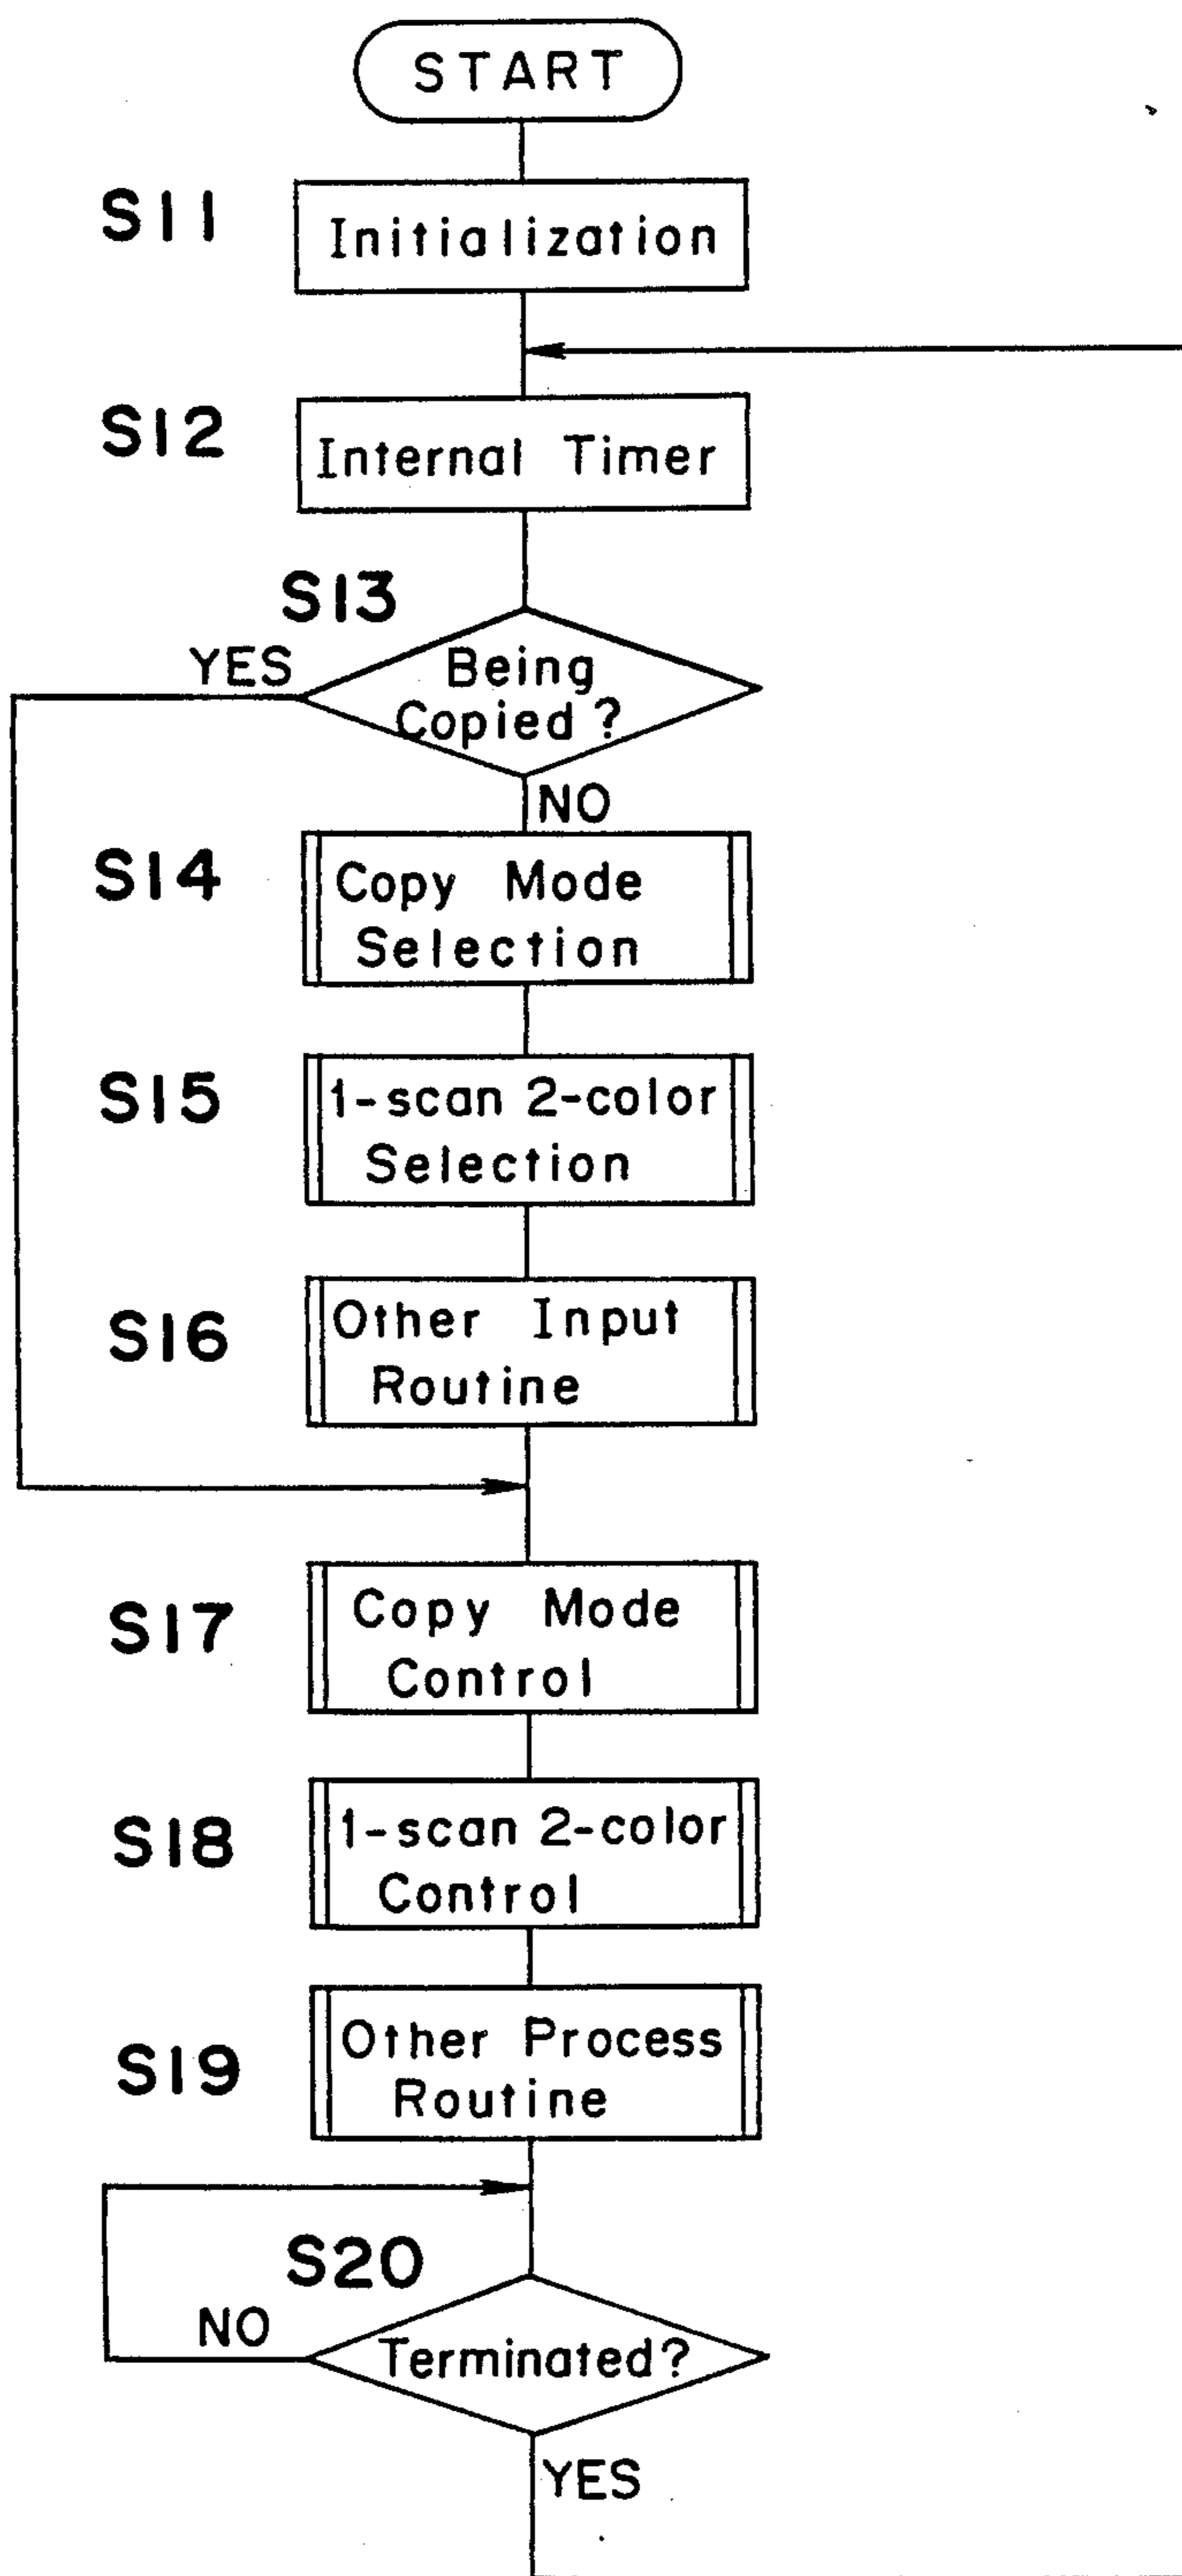 START
S11
Initialization
S12
Internal Timer
S13
YES
Being
Copied?
NO
S14
Copy Mode
Selection
S15
1-scan 2-color
Selection
S16
Other Input
Routine
S17
Copy Mode
Control
S18
1-scan 2-color
Control
S19
Other Process
Routine
S20
NO
Terminated?
YES